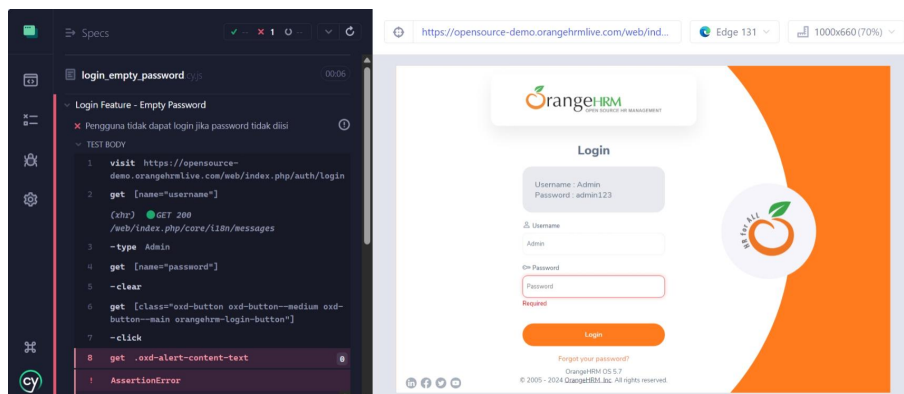 Specs
✓ -- ✕ 1
login_empty_password.cy.js 00:06
Login Feature - Empty Password
Pengguna tidak dapat login jika password tidak diisi
TEST BODY
1 visit https://opensource-
demo.orangehrmlive.com/web/index.php/auth/login
2 get [name="username"]
(xhr) GET 200
/web/index.php/core/i18n/messages
3 -type Admin
4 get [name="password"]
5 -clear
6 get [class="oxd-button oxd-button--medium oxd-
button--main orangehrm-login-button"]
7 -click
8 get .oxd-alert-content-text 0
! AssertionError
cy
https://opensource-demo.orangehrmlive.com/web/ind...
Edge 131
1000x660 (70%)
OrangeHRM
OPEN SOURCE HR MANAGEMENT
Login
Username : Admin
Password : admin123
Username
Admin
Password
Password
Required
Login
Forgot your password?
OrangeHRM OS 5.7
© 2005 - 2024 OrangeHRM, Inc. All rights reserved.
HR for ALL